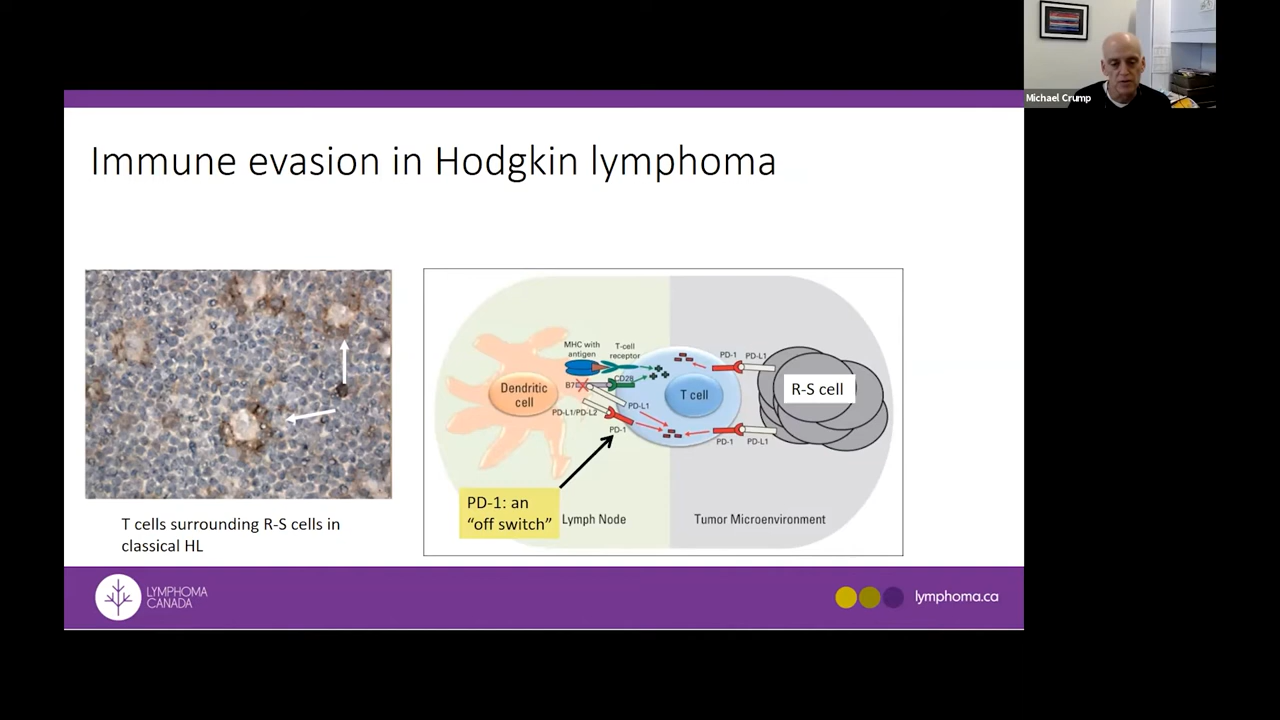 Michael Crump
Immune evasion in Hodgkin lymphoma
T cells surrounding R-S cells in
classical HL
MHC with
antigen
T-cell
receptor
B7
CD28
Dendritic
cell
PD-L1/PD-L2
PD-L1
PD-1
T cell
PD-1
PD-L1
R-S cell
PD-1
PD-L1
PD-1: an
“off switch”
Lymph Node
Tumor Microenvironment
LYMPHOMA
CANADA
lymphoma.ca